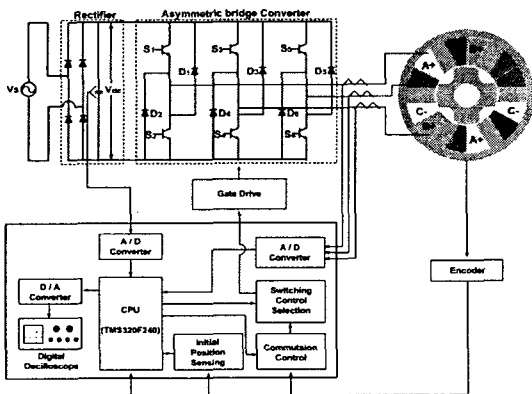 Rectifier
Asymmetric bridge Converter
Vs
Vdc
S1
S3
S5
D1
D3
D5
D2
D4
D6
S2
S4
S6
A+
C-
C-
A+
Gate Drive
A / D
Converter
A / D
Converter
Encoder
D / A
Converter
CPU
(TMS320F240)
Switching
Control
Selection
Digital
Oscilloscope
Initial
Position
Sensing
Commutsion
Control